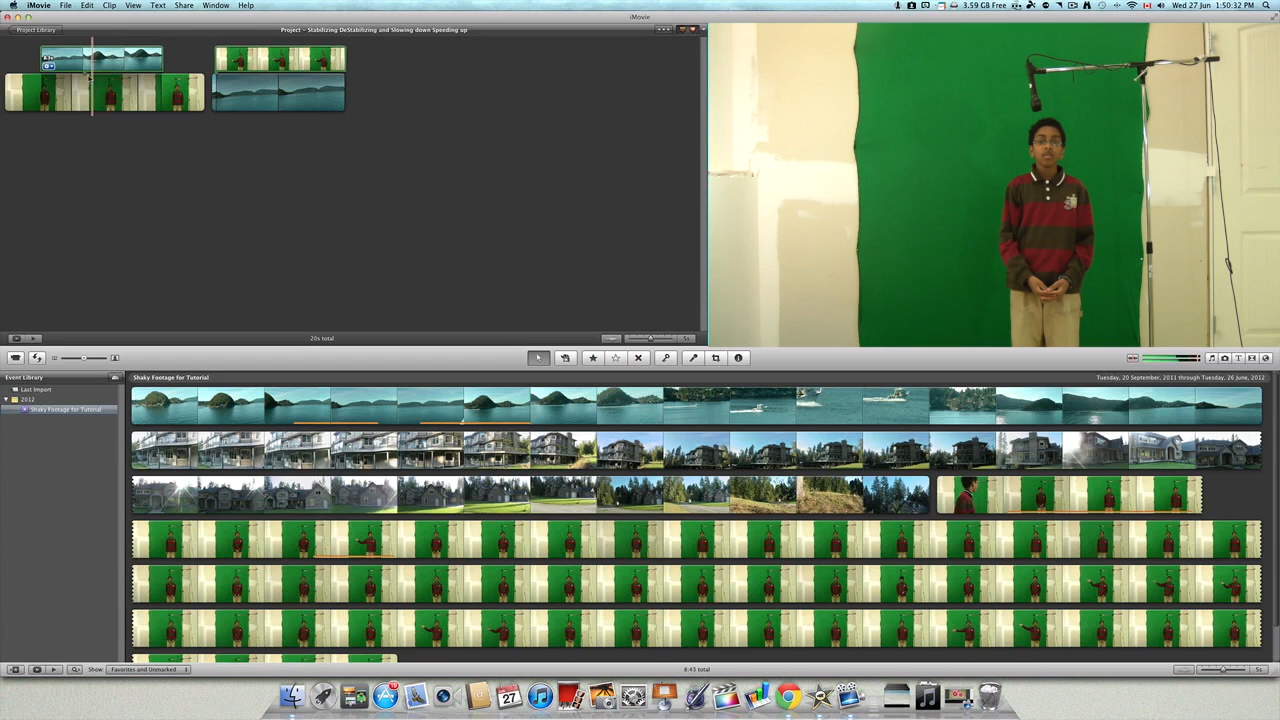 iMovie File Edit Clip View Text Share Window Help
3.59 GB Free
Wed 27 Jun 1:50:32 PM
iMovie
Project Library
Project - Stabilizing DeStabilizing and Slowing down Speeding up
20s total
5s
Event Library
Shaky Footage for Tutorial
Tuesday, 20 September, 2011 through Tuesday, 26 June, 2012
Last Import
2012
Shaky Footage for Tutorial
Show: Favorites and Unmarked
8:43 total
5s
27